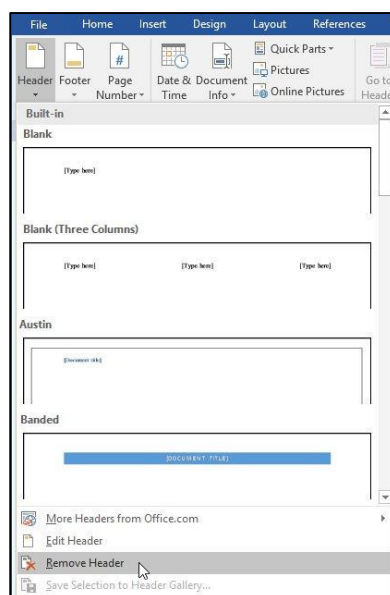 File Home Insert Design Layout References
Header Footer Page Number Date & Time Document Info Quick Parts
Pictures
Online Pictures
Go to
Built-in
Blank
[Type here]
Blank (Three Columns)
[Type here] [Type here] [Type here]
Austin
[Document title]
Banded
[DOCUMENT TITLE]
More Headers from Office.com
Edit Header
Remove Header
Save Selection to Header Gallery...